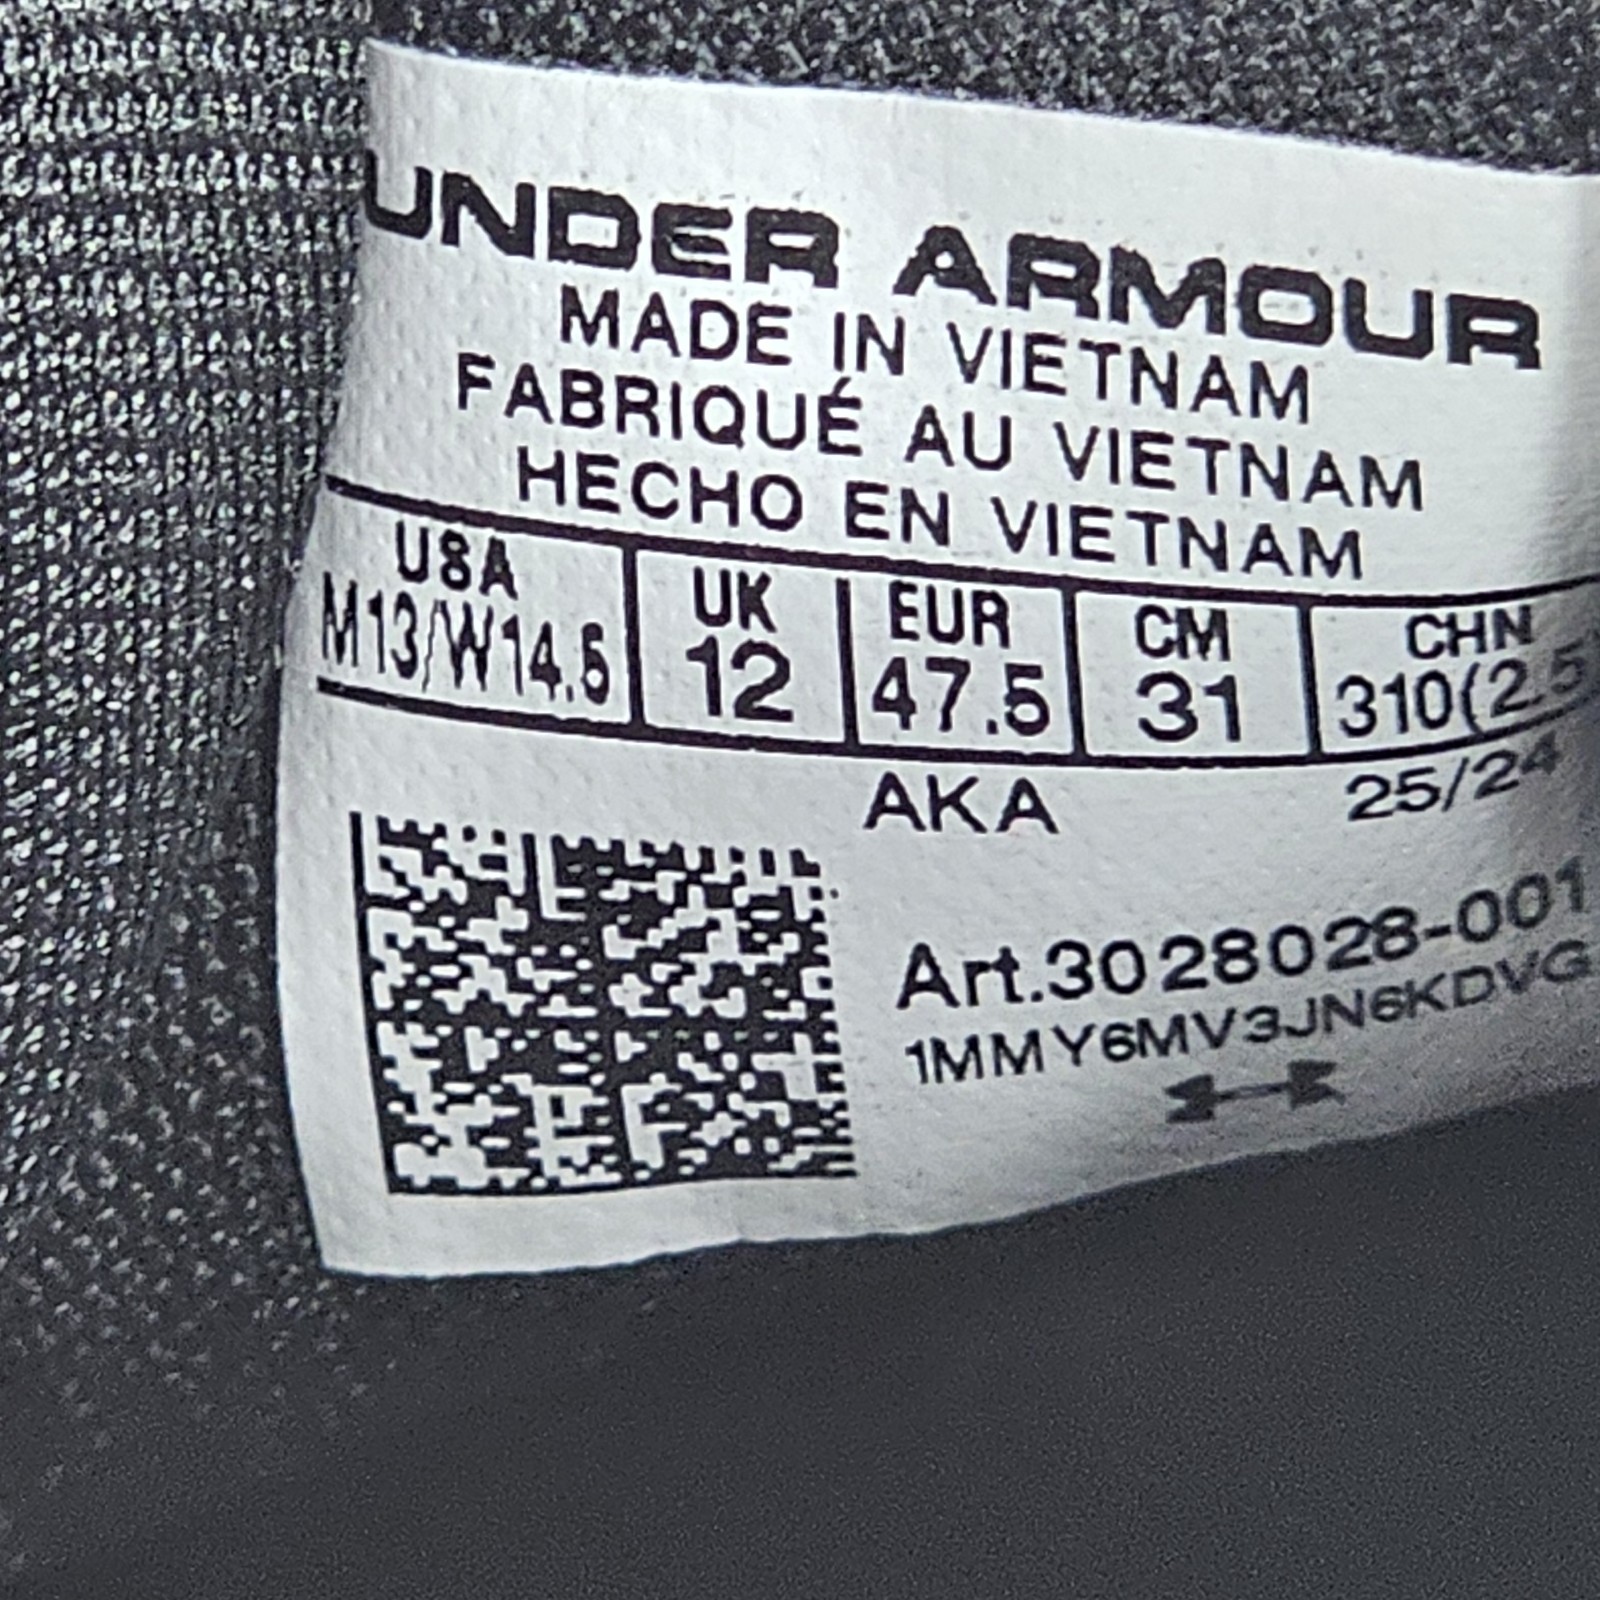 UNDER ARMOUR
MADE IN VIETNAM
FABRIQUÉ AU VIETNAM
HECHO EN VIETNAM
USA UK EUR CM CHN
M13/W14.5 12 47.5 31 310(2.5
AKA 25/24
Art.3028028-001
1MMY6MV3JN6KDVG